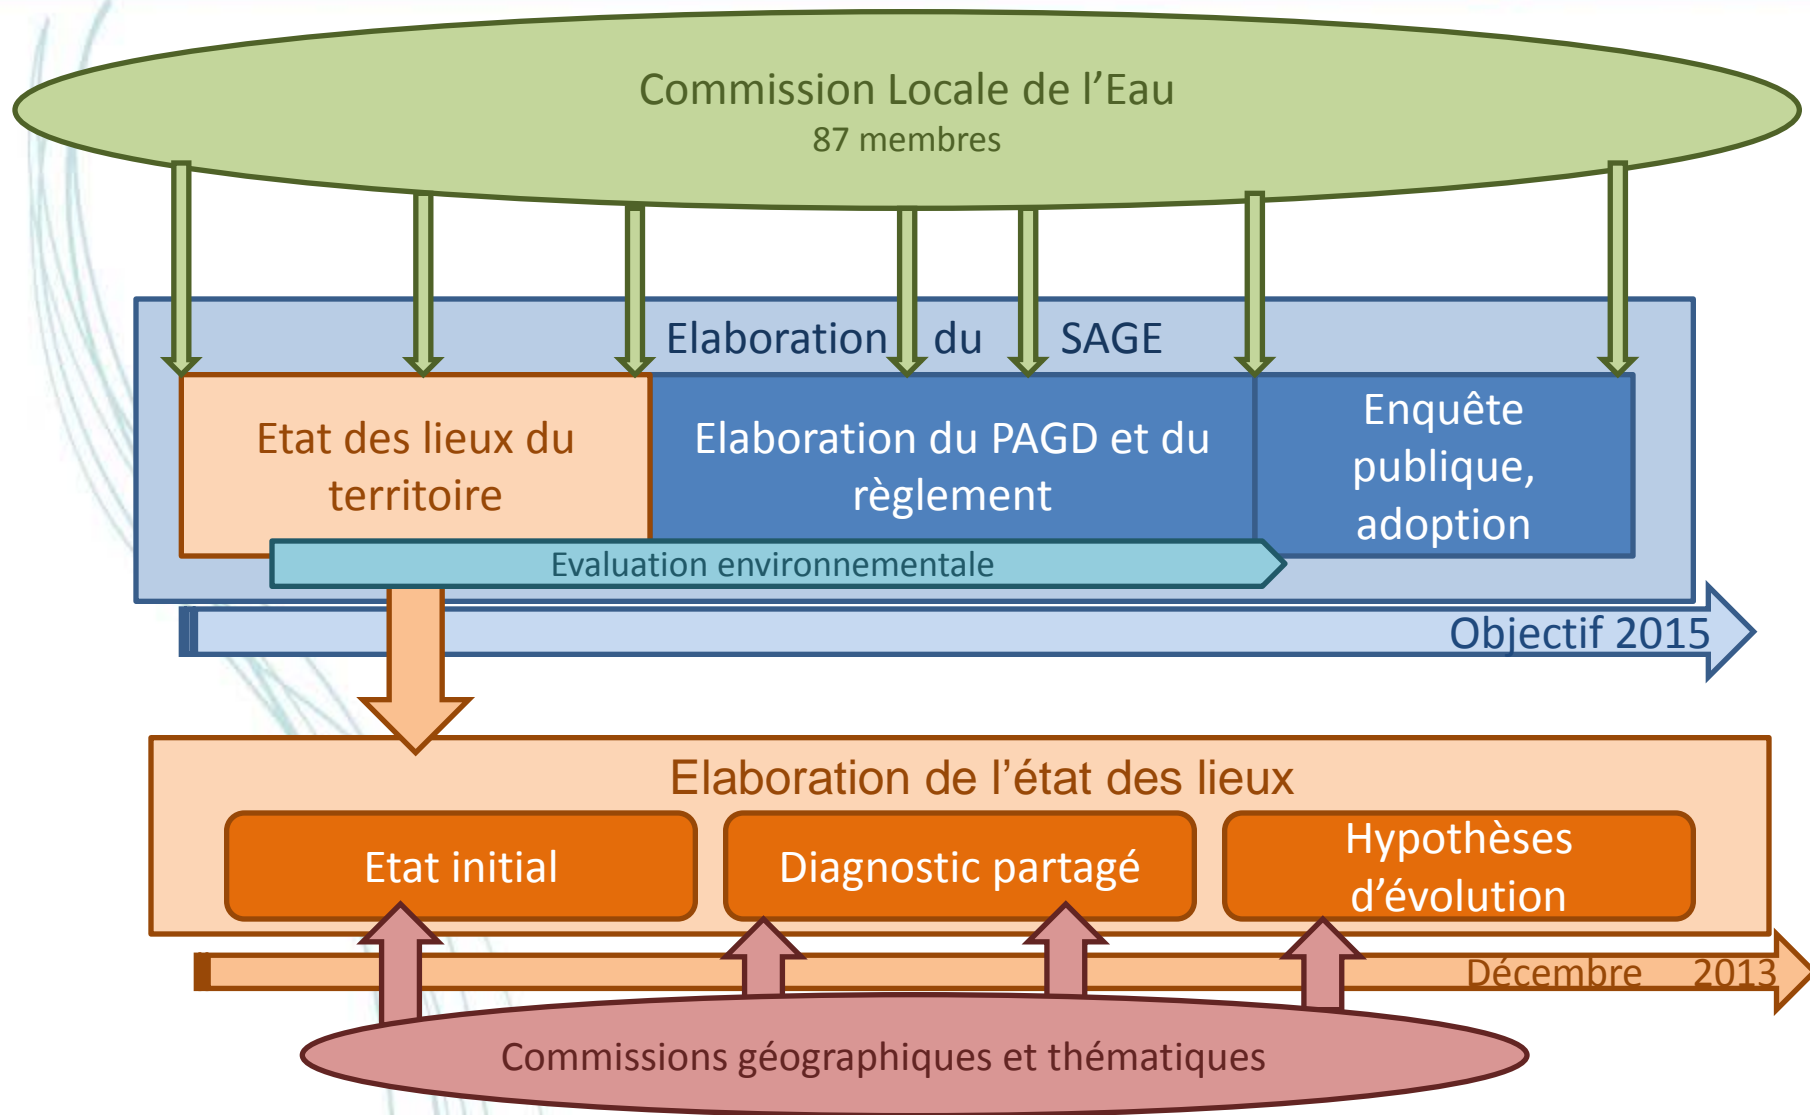 Commission Locale de l’Eau
87 membres
Elaboration du SAGE
Etat des lieux du
territoire
Elaboration du PAGD et du
règlement
Enquête
publique,
adoption
Evaluation environnementale
Objectif 2015
Elaboration de l’état des lieux
Etat initial
Diagnostic partagé
Hypothèses
d’évolution
Décembre 2013
Commissions géographiques et thématiques